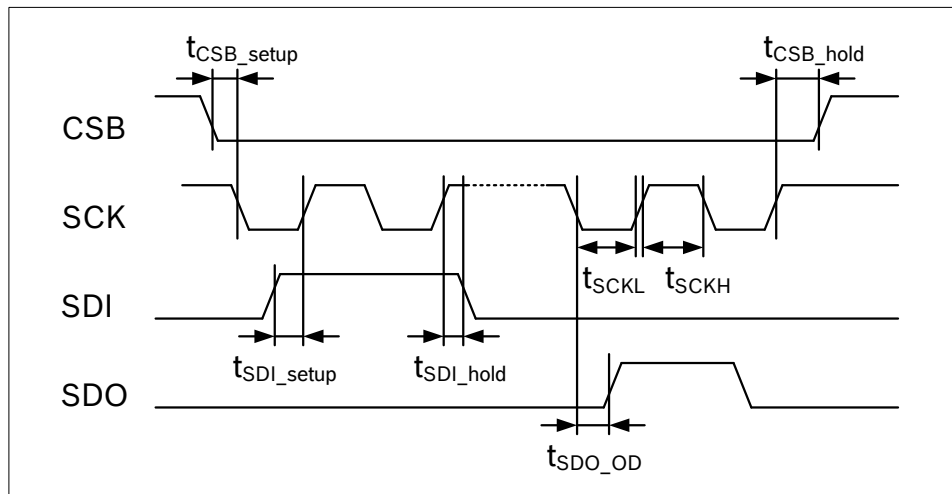 tCSB_setup
tCSB_hold
CSB
SCK
tSCKL
tSCKH
SDI
tSDI_setup
tSDI_hold
SDO
tSDO_OD